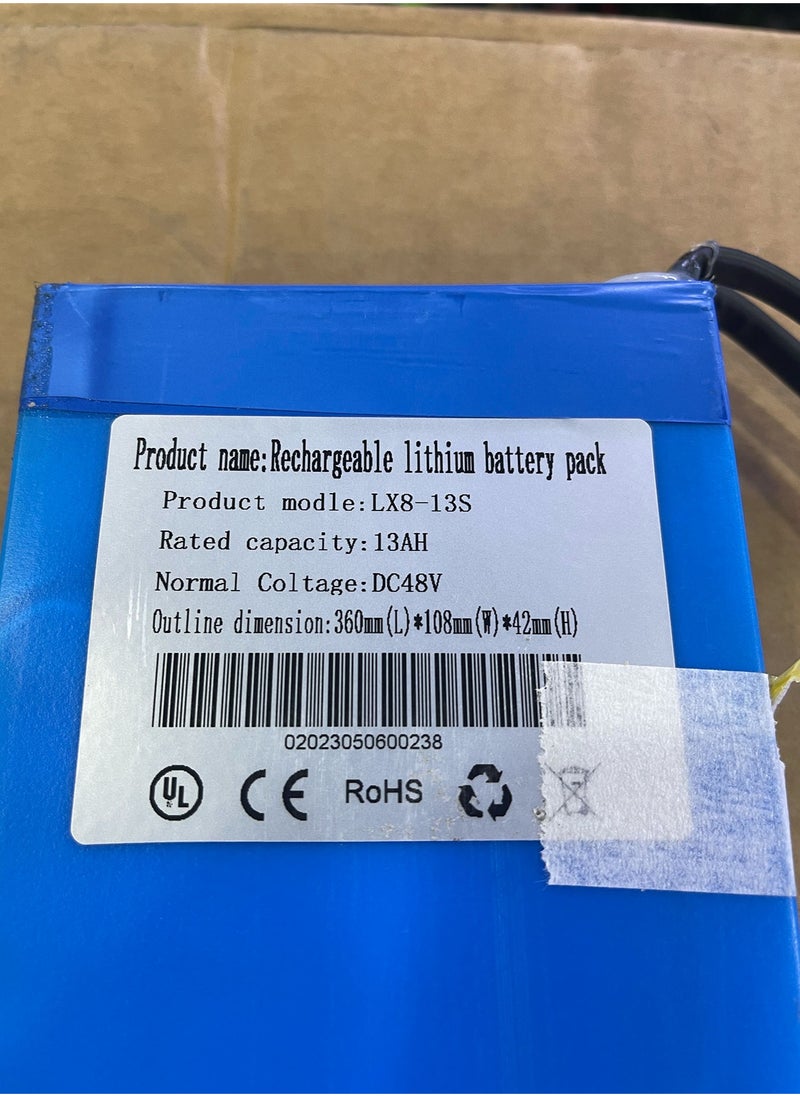 Product name:Rechargeable lithium battery pack
Product modle:LX8-13S
Rated capacity:13AH
Normal Coltage:DC48V
Outline dimension:360mm(L)*108mm(W)*42mm(H)
02023050600238
UL CE RoHS